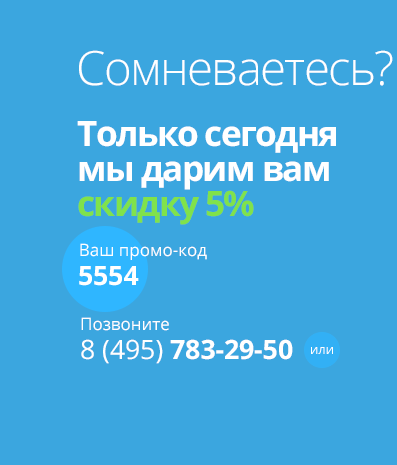 Сомневаетесь?
Только сегодня
мы дарим вам
скидку 5%
Ваш промо-код
5554
Позвоните
8 (495) 783-29-50 или